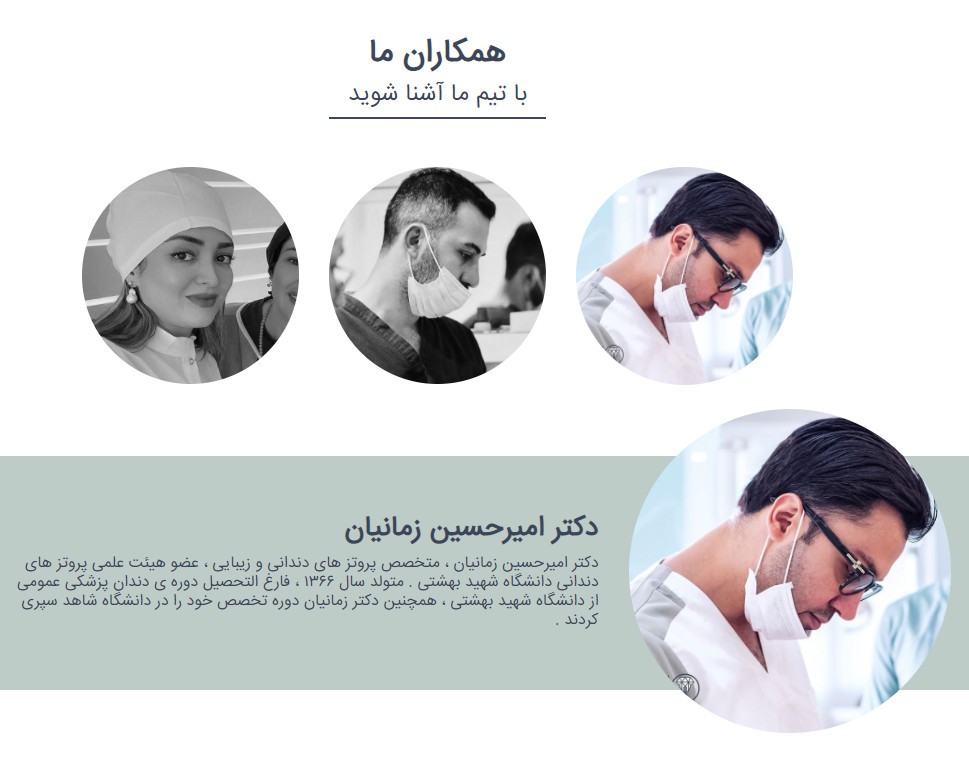 همکاران ما
با تیم ما آشنا شوید
دکتر امیرحسین زمانیان
دکتر امیرحسین زمانیان ، متخصص پروتز های دندانی و زیبایی ، عضو هیئت علمی پروتز های
دندانی دانشگاه شهید بهشتی . متولد سال ۱۳۶۶ ، فارغ التحصیل دوره ی دندان پزشکی عمومی
از دانشگاه شهید بهشتی ، همچنین دکتر زمانیان دوره تخصص خود را در دانشگاه شاهد سپری
کردند .